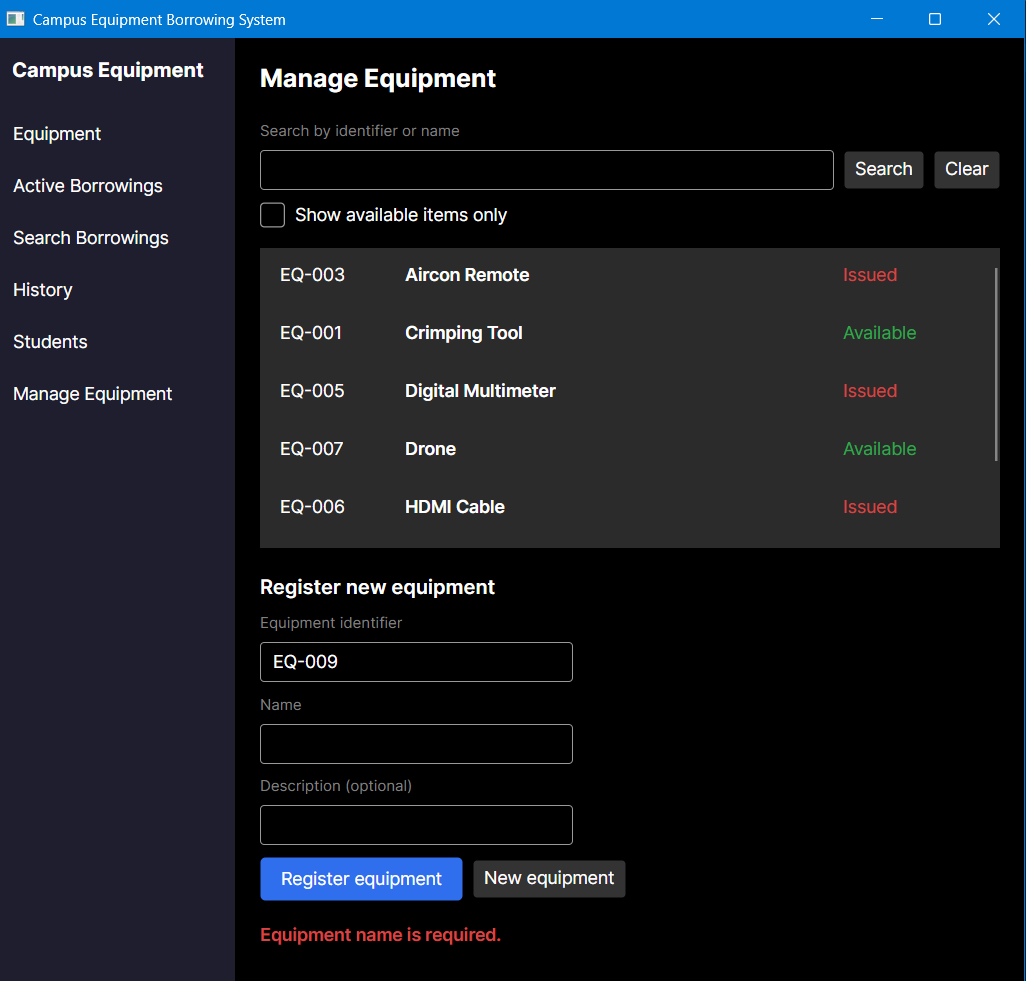 Campus Equipment Borrowing System
Campus Equipment
Equipment
Active Borrowings
Search Borrowings
History
Students
Manage Equipment
Manage Equipment
Search by identifier or name
Search Clear
Show available items only
EQ-003 Aircon Remote Issued
EQ-001 Crimping Tool Available
EQ-005 Digital Multimeter Issued
EQ-007 Drone Available
EQ-006 HDMI Cable Issued
Register new equipment
Equipment identifier
EQ-009
Name
Description (optional)
Register equipment New equipment
Equipment name is required.